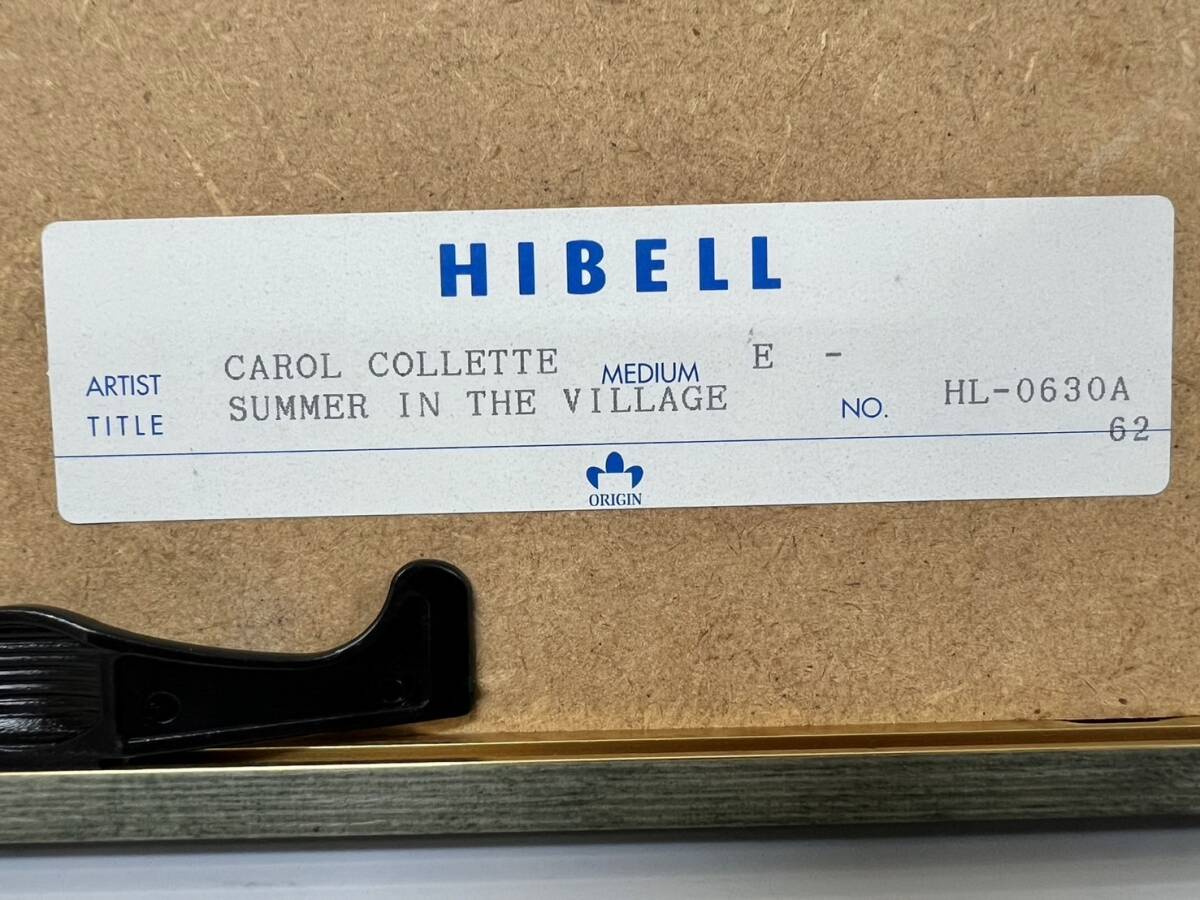 HIBELL
ARTIST CAROL COLLETTE MEDIUM E -
TITLE SUMMER IN THE VILLAGE NO. HL-0630A
62
ORIGIN